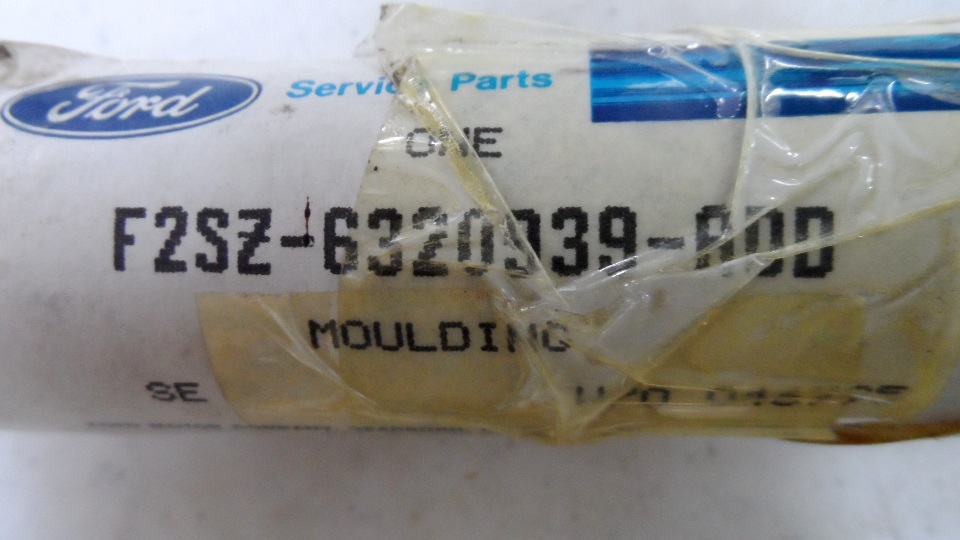 Ford Service Parts
ONE
F2SZ-6320939-ADD
MOULDING
SE